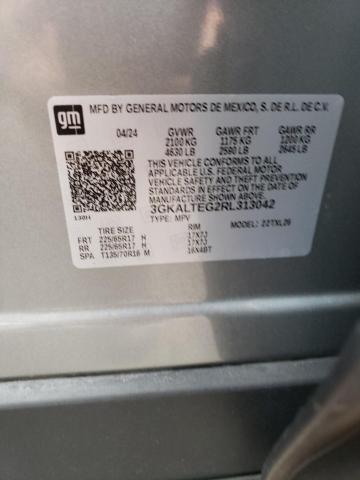 gm
MFD BY GENERAL MOTORS DE MEXICO, S. DE R.L. DE C.V.
04/24 GVWR GAWR FRT GAWR RR
2100 KG 1175 KG 1200 KG
4630 LB 2590 LB 2645 LB
THIS VEHICLE CONFORMS TO ALL
APPLICABLE U.S. FEDERAL MOTOR
VEHICLE SAFETY STANDARDS IN
EFFECT ON THE DATE OF
MANUFACTURE SHOWN ABOVE.
3GKALTEG2RL313042
TYPE: MPV MODEL: 22TXL26
TIRE SIZE RIM
FRT 225/65R17 H 17X7J
RR 225/65R17 H 17X7J
SPA T135/70R16 M 16X4BT